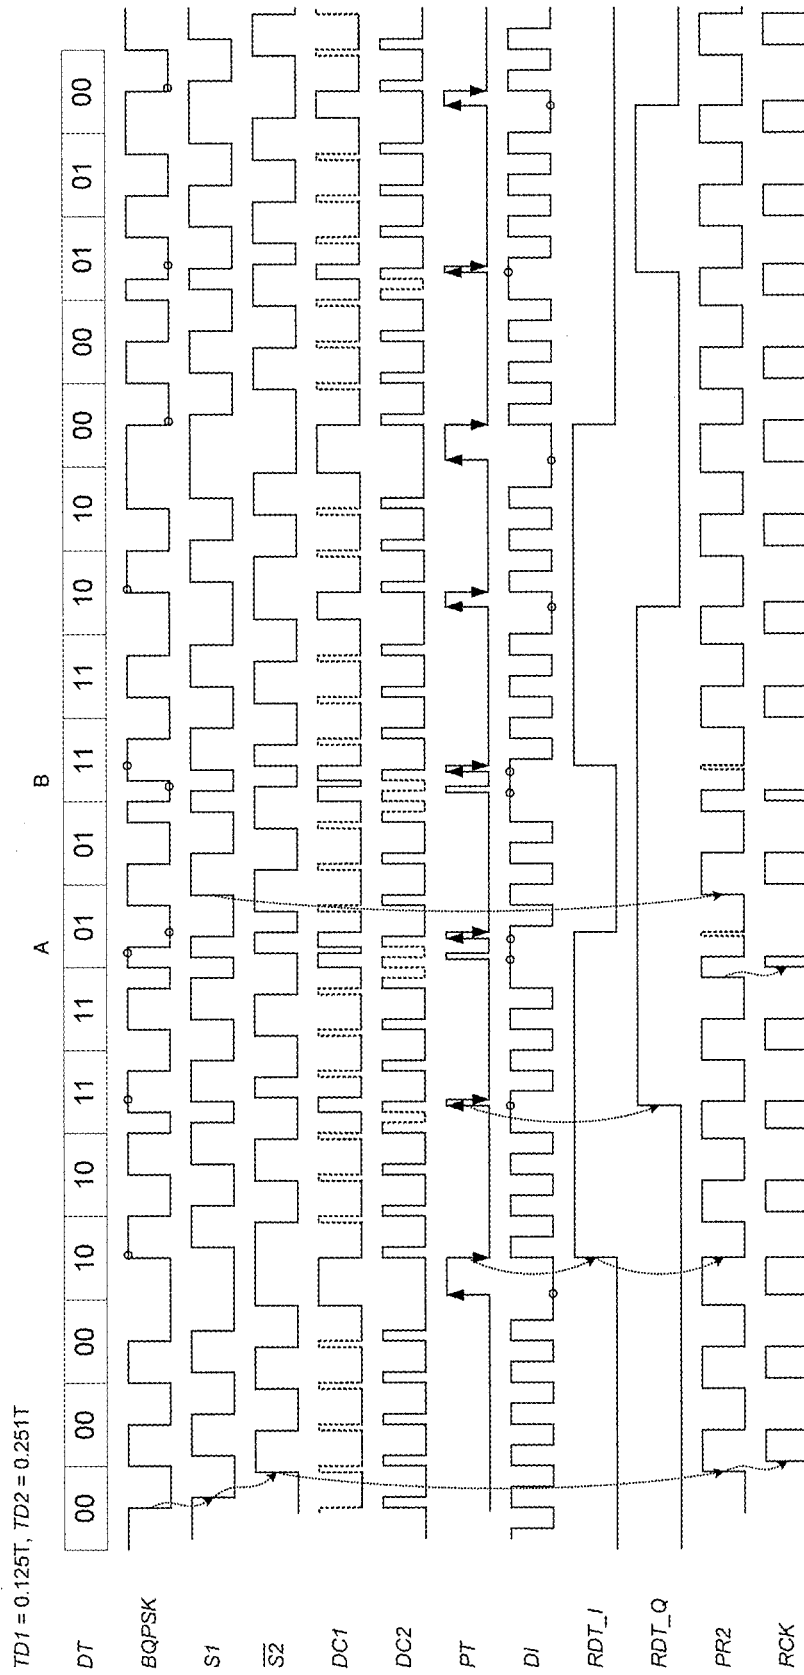 TD1 = 0.125T, TD2 = 0.251T
A B
DT 00 00 00 10 10 11 11 01 01 11 11 10 10 00 00 01 01 00
BQPSK
S1
S̅2̅
DC1
DC2
PT
DI
RDT_I
RDT_Q
PR2
RCK